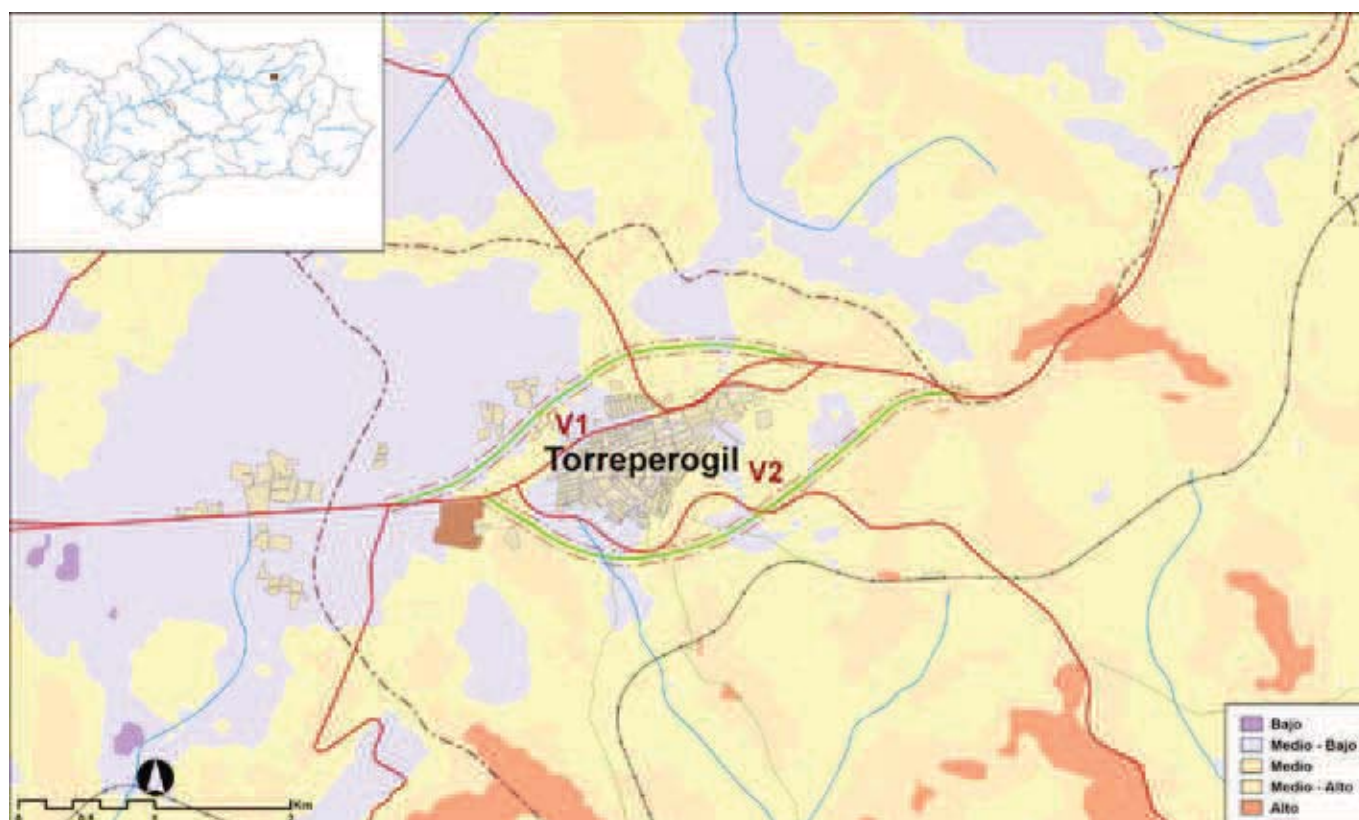 V1
Torreperogil
V2
Bajo
Medio - Bajo
Medio
Medio - Alto
Alto
Km